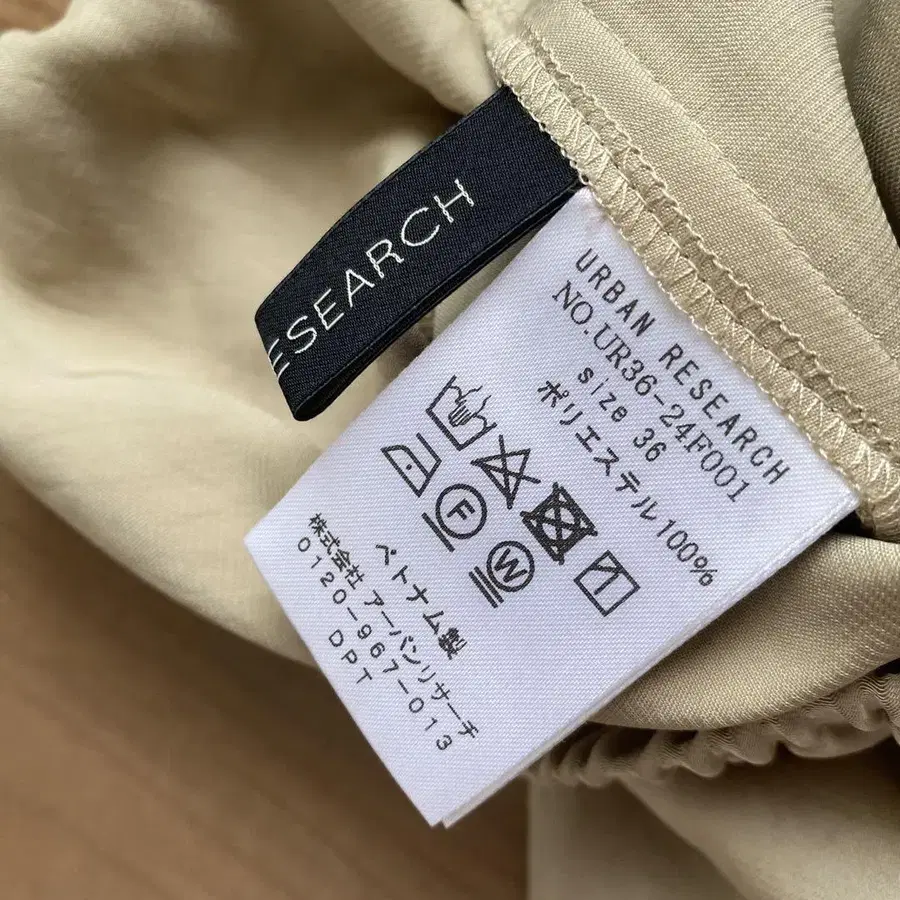 ESEARCH
URBAN RESEARCH
NO.UR36-24F001
size 36
ポリエステル100%
F
W
ベトナム製
株式会社 アーバンリサーチ
0120-967-013
DPT